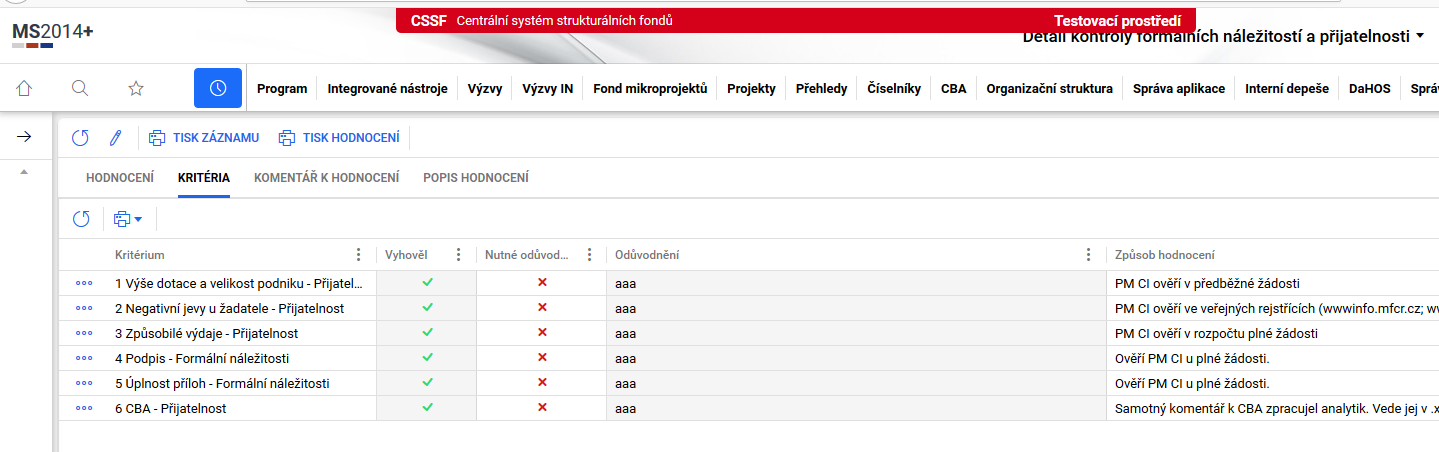 CSSF Centrální systém strukturálních fondů Testovací prostředí
MS2014+
Detail kontroly formálních náležitostí a přijatelnosti
Program Integrované nástroje Výzvy Výzvy IN Fond mikroprojektů Projekty Přehledy Číselníky CBA Organizační struktura Správa aplikace Interní depeše DaHOS Sprá
TISK ZÁZNAMU TISK HODNOCENÍ
HODNOCENÍ KRITÉRIA KOMENTÁŘ K HODNOCENÍ POPIS HODNOCENÍ
Kritérium Vyhověl Nutné odůvod... Odůvodnění Způsob hodnocení
1 Výše dotace a velikost podniku - Přijatel... aaa PM CI ověří v předběžné žádosti
2 Negativní jevy u žadatele - Přijatelnost aaa PM CI ověří ve veřejných rejstřících (wwwinfo.mfcr.cz; ww
3 Způsobilé výdaje - Přijatelnost aaa PM CI ověří v rozpočtu plné žádosti
4 Podpis - Formální náležitosti aaa Ověří PM CI u plné žádosti.
5 Úplnost příloh - Formální náležitosti aaa Ověří PM CI u plné žádosti.
6 CBA - Přijatelnost aaa Samotný komentář k CBA zpracujel analytik. Vede jej v .x